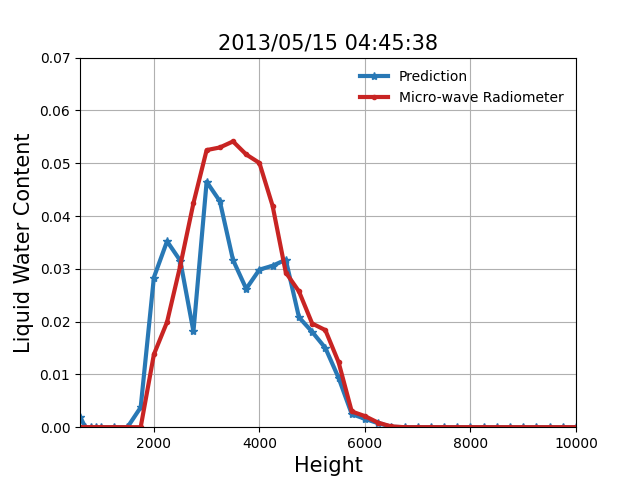 2013/05/15 04:45:38
0.07
0.06
0.05
0.04
0.03
0.02
0.01
0.00
Liquid Water Content
Prediction
Micro-wave Radiometer
2000 4000 6000 8000 10000
Height